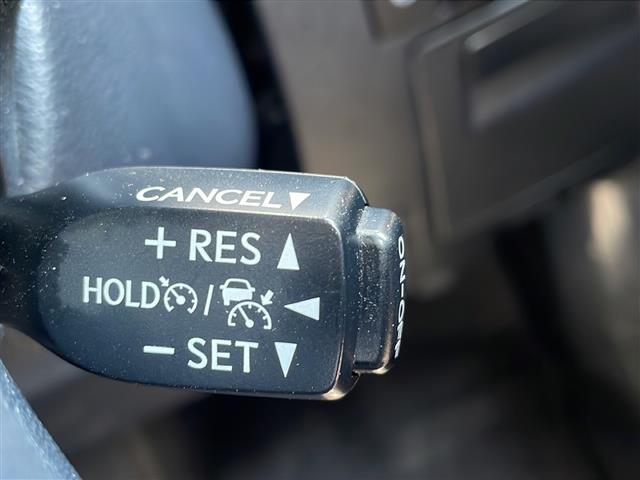 CANCEL▼
+ RES ▲
HOLD / ◀
− SET ▼
ON-OFF